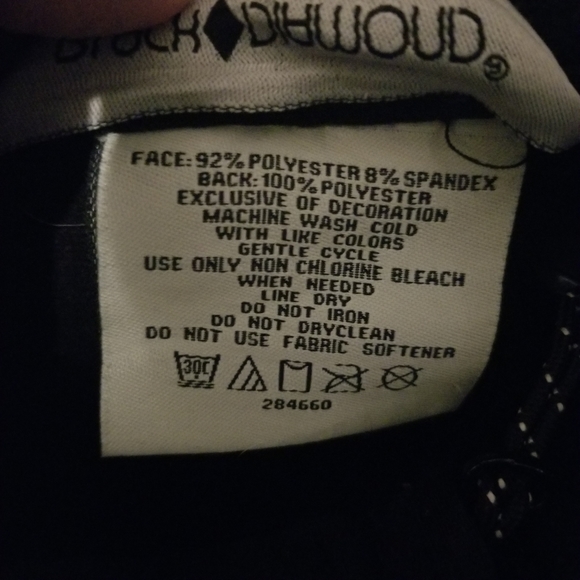 Black Diamond®
FACE: 92% POLYESTER 8% SPANDEX
BACK: 100% POLYESTER
EXCLUSIVE OF DECORATION
MACHINE WASH COLD
WITH LIKE COLORS
GENTLE CYCLE
USE ONLY NON CHLORINE BLEACH
WHEN NEEDED
LINE DRY
DO NOT IRON
DO NOT DRYCLEAN
DO NOT USE FABRIC SOFTENER
30C
284660